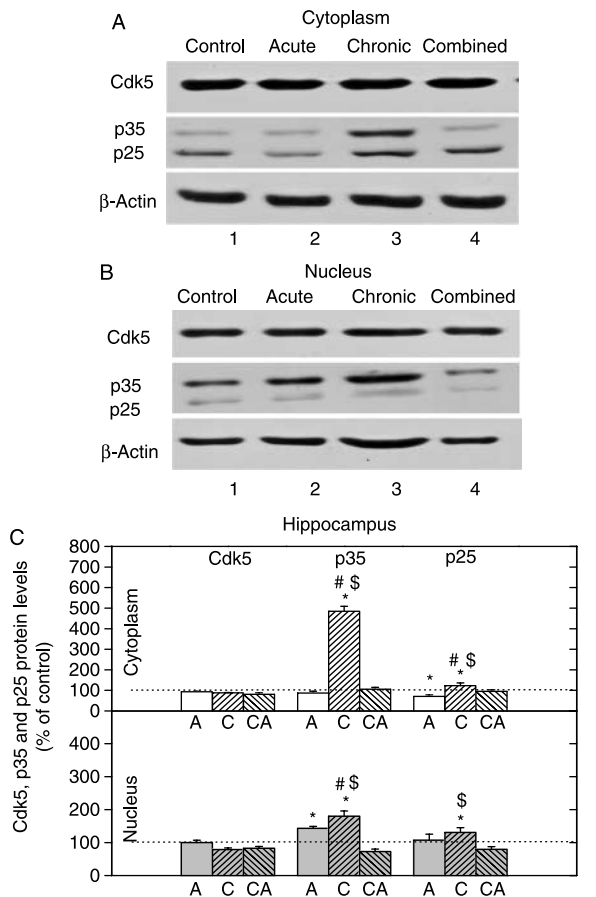 A
Cytoplasm
Control Acute Chronic Combined
Cdk5
p35
p25
β-Actin
1 2 3 4
B
Nucleus
Control Acute Chronic Combined
Cdk5
p35
p25
β-Actin
1 2 3 4
C
Hippocampus
Cdk5, p35 and p25 protein levels
(% of control)
Cytoplasm
800
700
600
500
400
300
200
100
0
Cdk5 p35 p25
# $
*
*
# $
*
A C CA A C CA A C CA
Nucleus
400
300
200
100
0
*
# $
*
$
*
A C CA A C CA A C CA